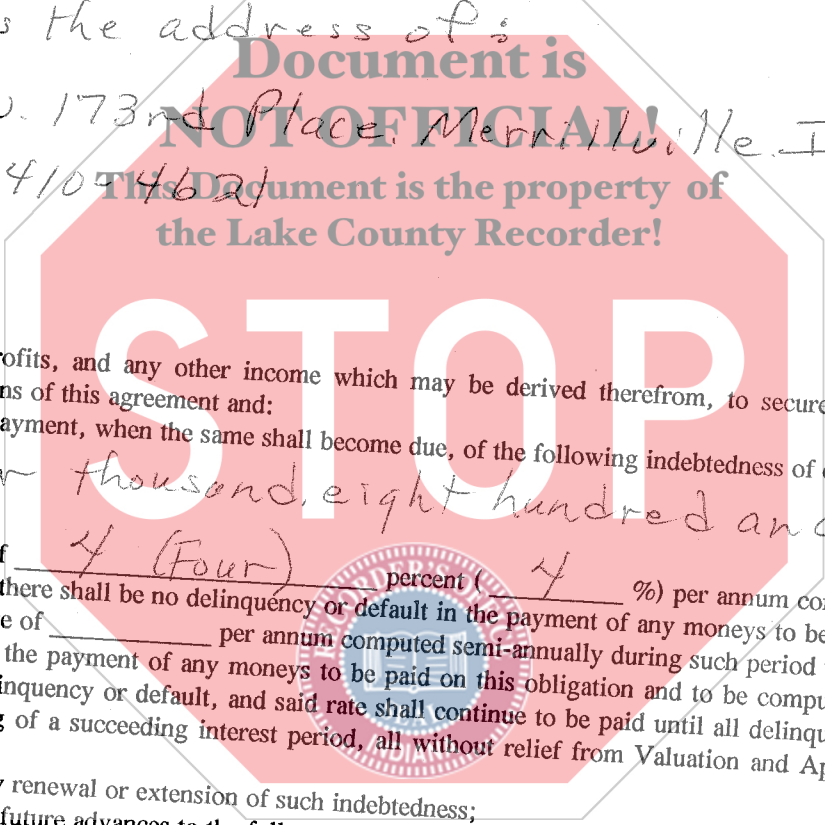 s the address of:
Document is
173rd Place, Merrillville, I
NOT OFFICIAL!
410-4621
This Document is the property of
the Lake County Recorder!
STOP
rofits, and any other income which may be derived therefrom, to secure
ns of this agreement and:
ayment, when the same shall become due, of the following indebtedness of
r thousand, eight hundred and
f 4 (Four) percent ( 4 %) per annum co
there shall be no delinquency or default in the payment of any moneys to be
e of ____________ per annum computed semi-annually during such period
the payment of any moneys to be paid on this obligation and to be compu
inquency or default, and said rate shall continue to be paid until all delinqu
g of a succeeding interest period, all without relief from Valuation and Ap
y renewal or extension of such indebtedness;
future advances to the